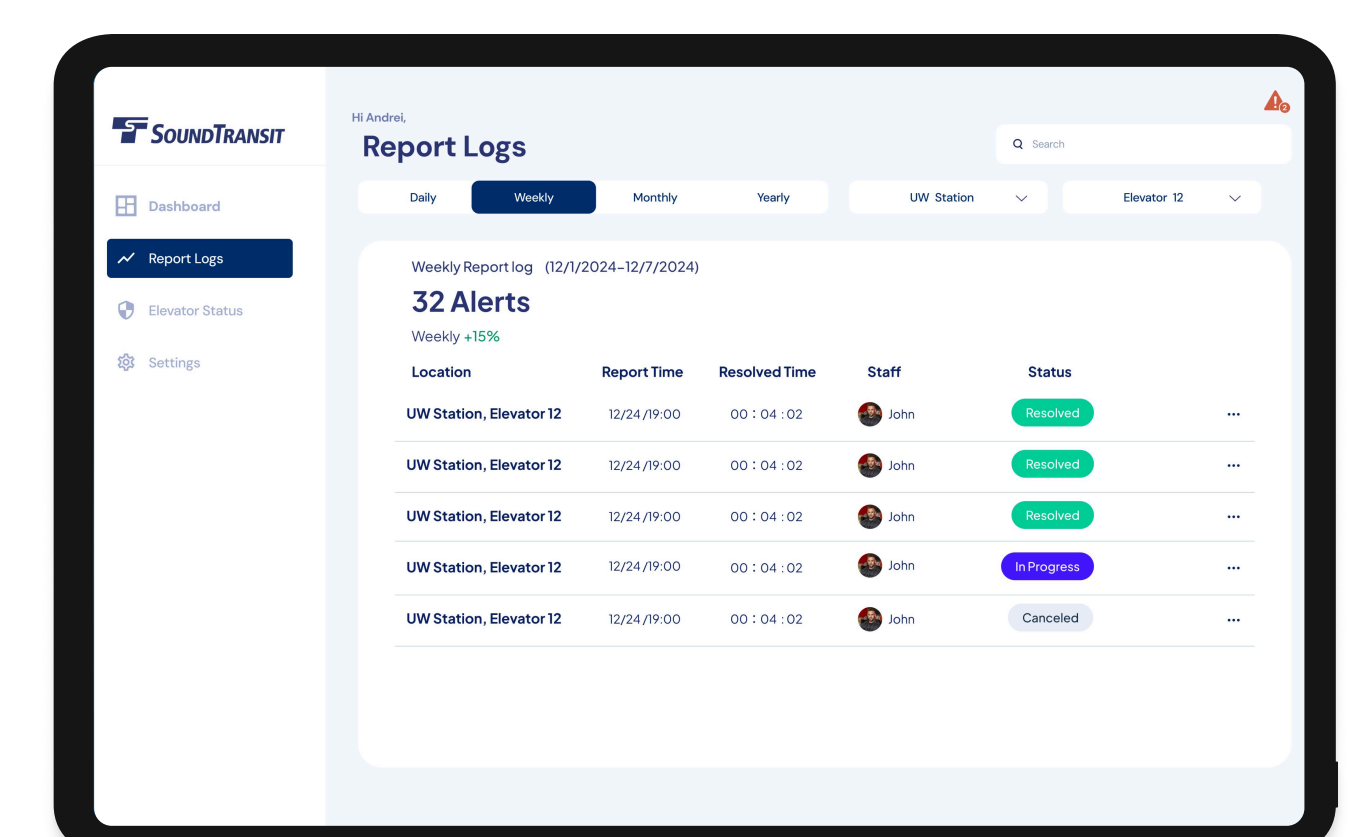 SOUNDTRANSIT
Dashboard
Report Logs
Elevator Status
Settings
2
Hi Andrei,
Report Logs
Search
Daily Weekly Monthly Yearly UW Station Elevator 12
Weekly Report log (12/1/2024-12/7/2024)
32 Alerts
Weekly +15%
Location Report Time Resolved Time Staff Status
UW Station, Elevator 12 12/24/19:00 00 : 04 : 02 John Resolved ...
UW Station, Elevator 12 12/24/19:00 00 : 04 : 02 John Resolved ...
UW Station, Elevator 12 12/24/19:00 00 : 04 : 02 John Resolved ...
UW Station, Elevator 12 12/24/19:00 00 : 04 : 02 John In Progress ...
UW Station, Elevator 12 12/24/19:00 00 : 04 : 02 John Canceled ...